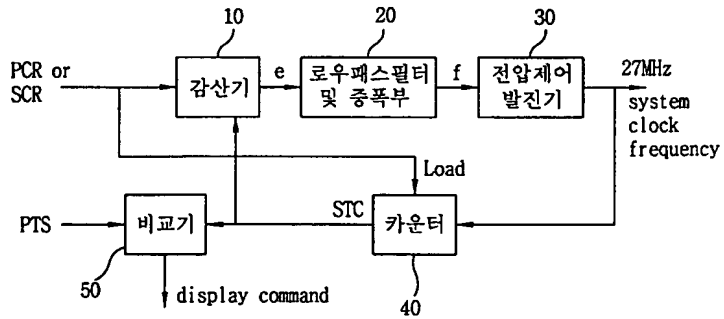 10
20
30
PCR or
SCR
감산기
e
로우패스필터
및 증폭부
f
전압제어
발진기
27MHz
system
clock
frequency
Load
PTS
비교기
STC
카운터
50
display command
40